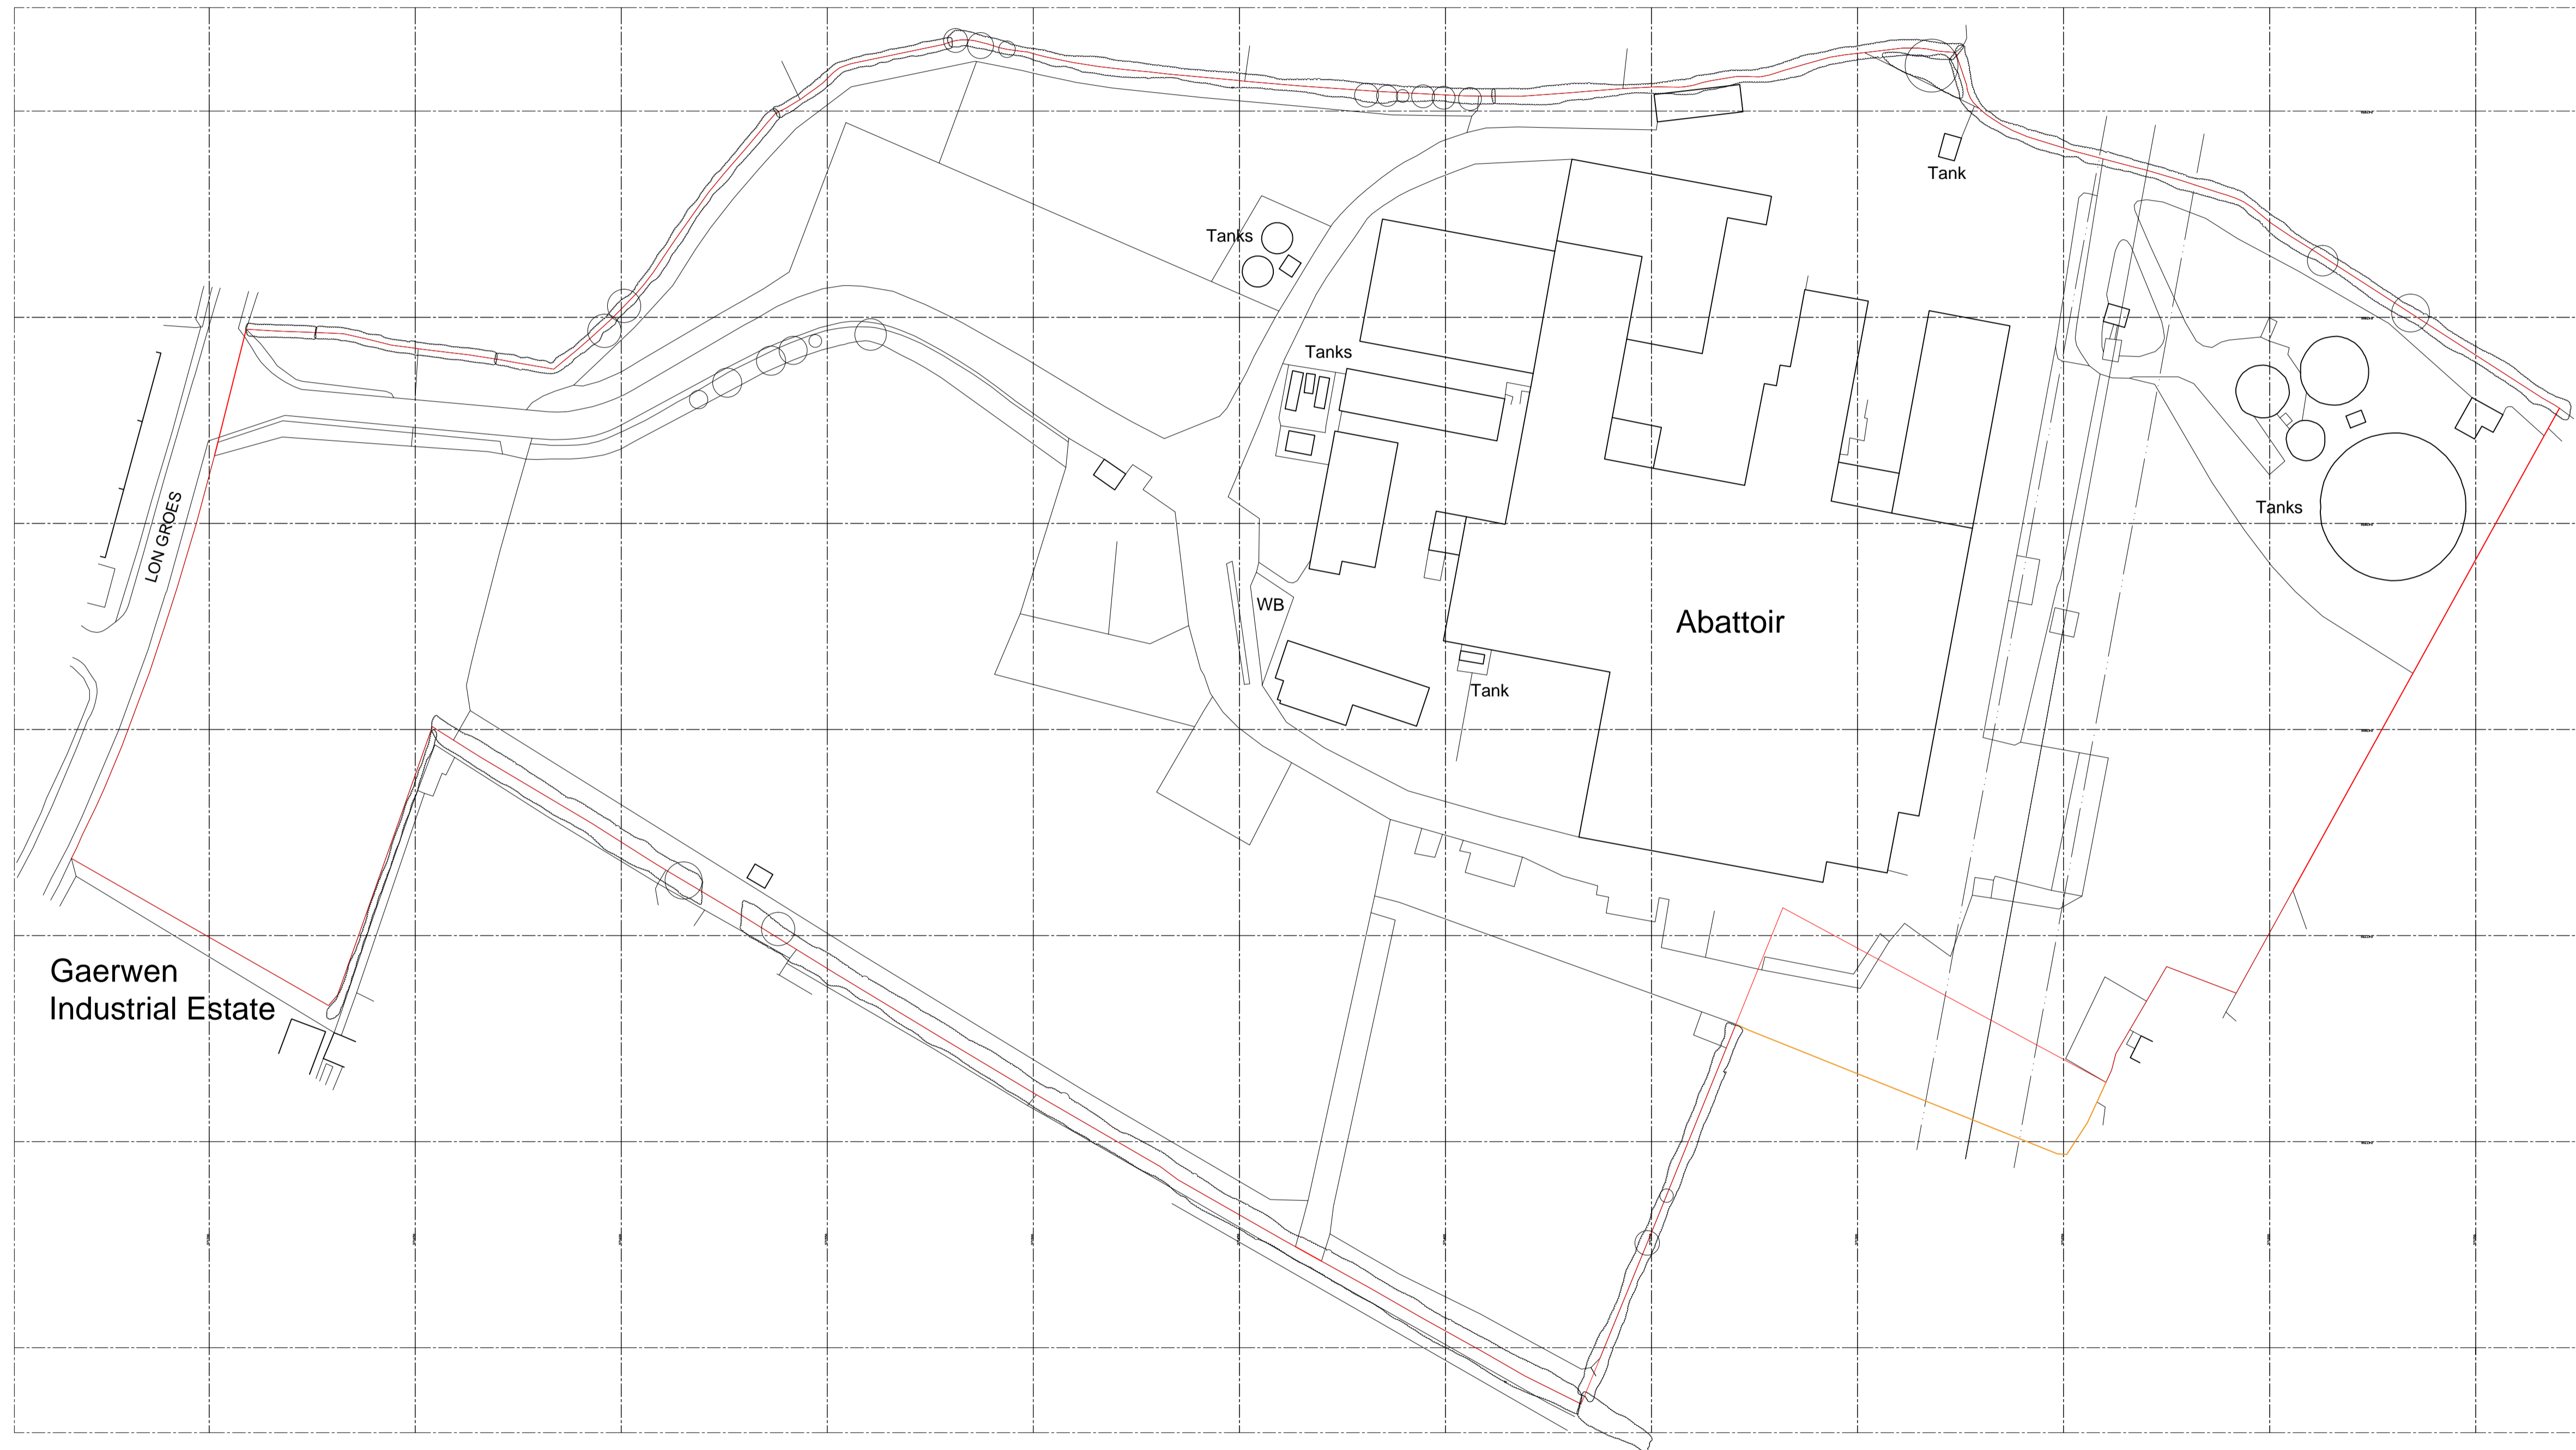 Tank
Tanks
Tanks
LON GROES
Tanks
WB
Abattoir
Tank
Gaerwen
Industrial Estate